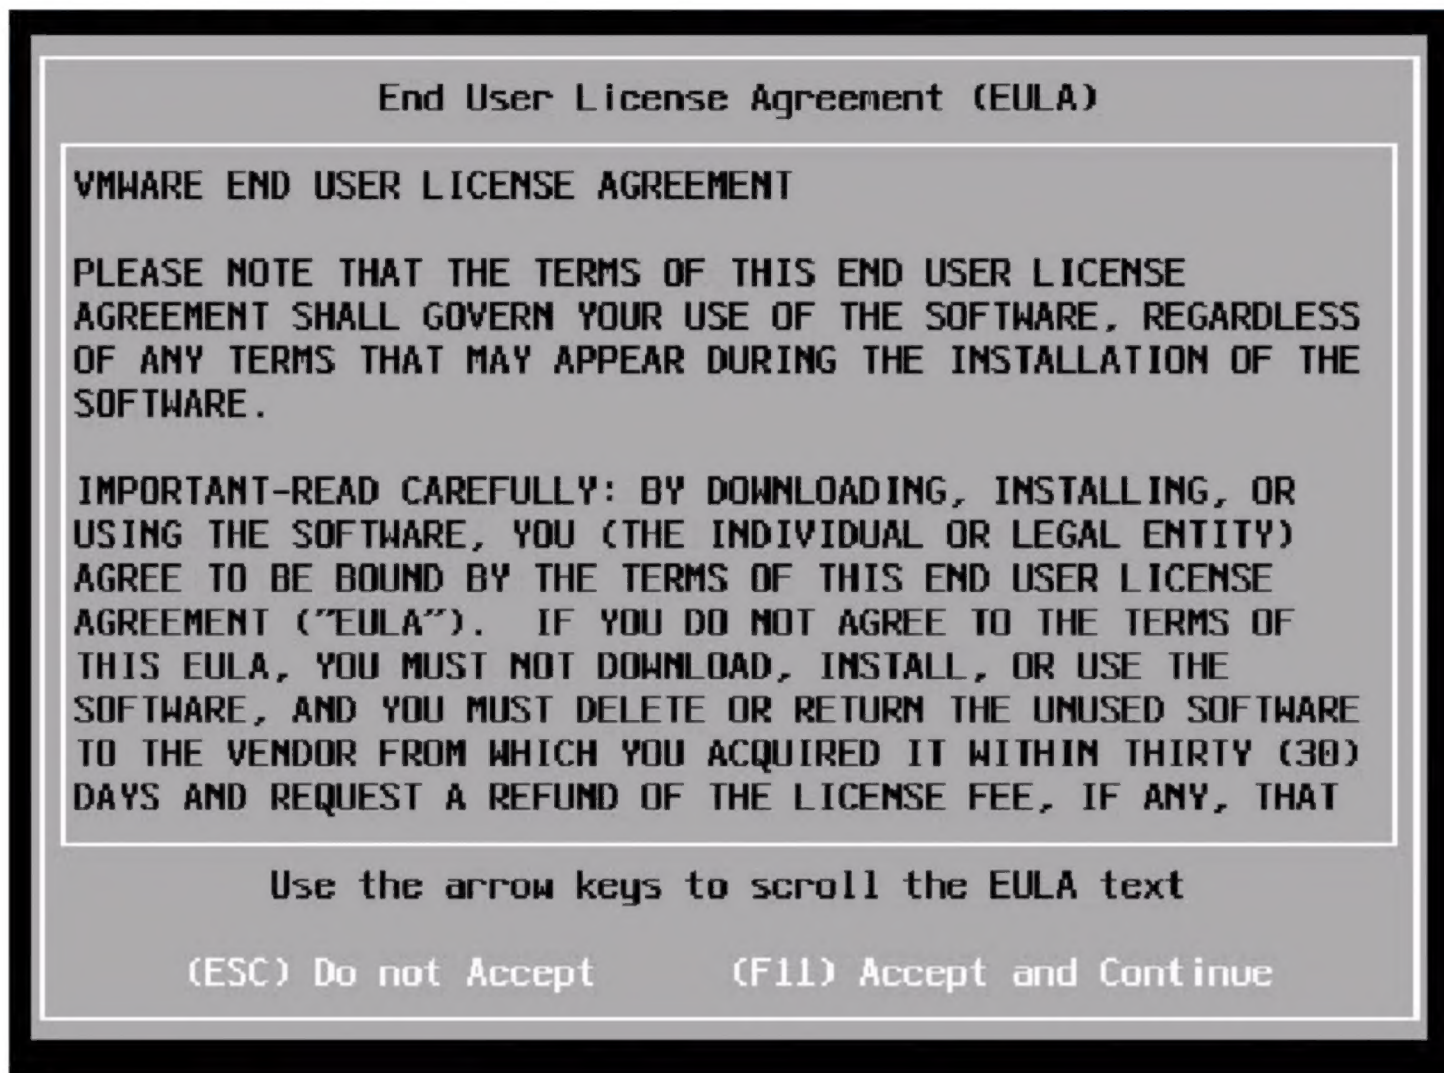 End User License Agreement (EULA)
VMWARE END USER LICENSE AGREEMENT
PLEASE NOTE THAT THE TERMS OF THIS END USER LICENSE
AGREEMENT SHALL GOVERN YOUR USE OF THE SOFTWARE, REGARDLESS
OF ANY TERMS THAT MAY APPEAR DURING THE INSTALLATION OF THE
SOFTWARE.
IMPORTANT-READ CAREFULLY: BY DOWNLOADING, INSTALLING, OR
USING THE SOFTWARE, YOU (THE INDIVIDUAL OR LEGAL ENTITY)
AGREE TO BE BOUND BY THE TERMS OF THIS END USER LICENSE
AGREEMENT ("EULA").  IF YOU DO NOT AGREE TO THE TERMS OF
THIS EULA, YOU MUST NOT DOWNLOAD, INSTALL, OR USE THE
SOFTWARE, AND YOU MUST DELETE OR RETURN THE UNUSED SOFTWARE
TO THE VENDOR FROM WHICH YOU ACQUIRED IT WITHIN THIRTY (30)
DAYS AND REQUEST A REFUND OF THE LICENSE FEE, IF ANY, THAT
Use the arrow keys to scroll the EULA text
(ESC) Do not Accept (F11) Accept and Continue